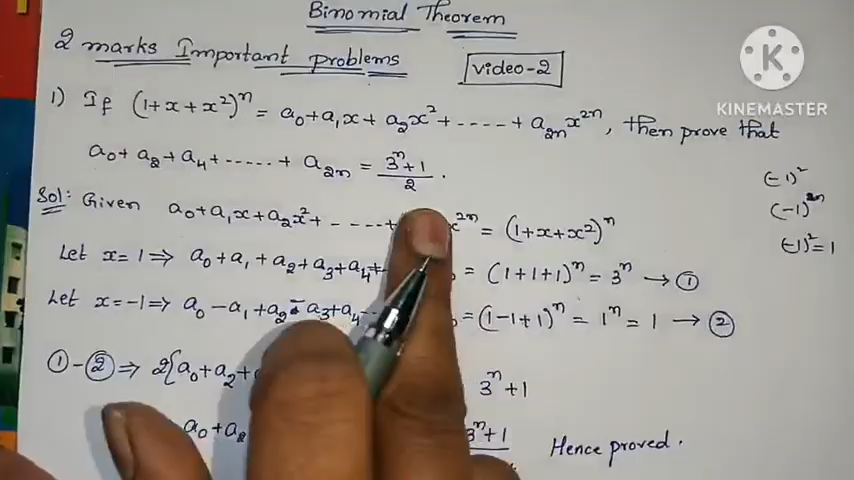 Binomial Theorem
2 marks Important problems
video-2
K
KINEMASTER
1) If (1+x+x²)ⁿ = a₀+a₁x+a₂x²+-----+a₂ₙx²ⁿ, then prove that
a₀+a₂+a₄+.....+a₂ₙ = (3ⁿ+1)/2.
(-1)²
(-1)²ⁿ
(-1)²=1
Sol: Given a₀+a₁x+a₂x²+----- x²ⁿ = (1+x+x²)ⁿ
Let x=1 ⇒ a₀+a₁+a₂+a₃+a₄+ = (1+1+1)ⁿ = 3ⁿ → ①
Let x=-1 ⇒ a₀-a₁+a₂-a₃+a₄ = (1-1+1)ⁿ = 1ⁿ = 1 → ②
①-② ⇒ 2{a₀+a₂+ 3ⁿ+1
a₀+a₂ 3ⁿ+1 Hence proved.